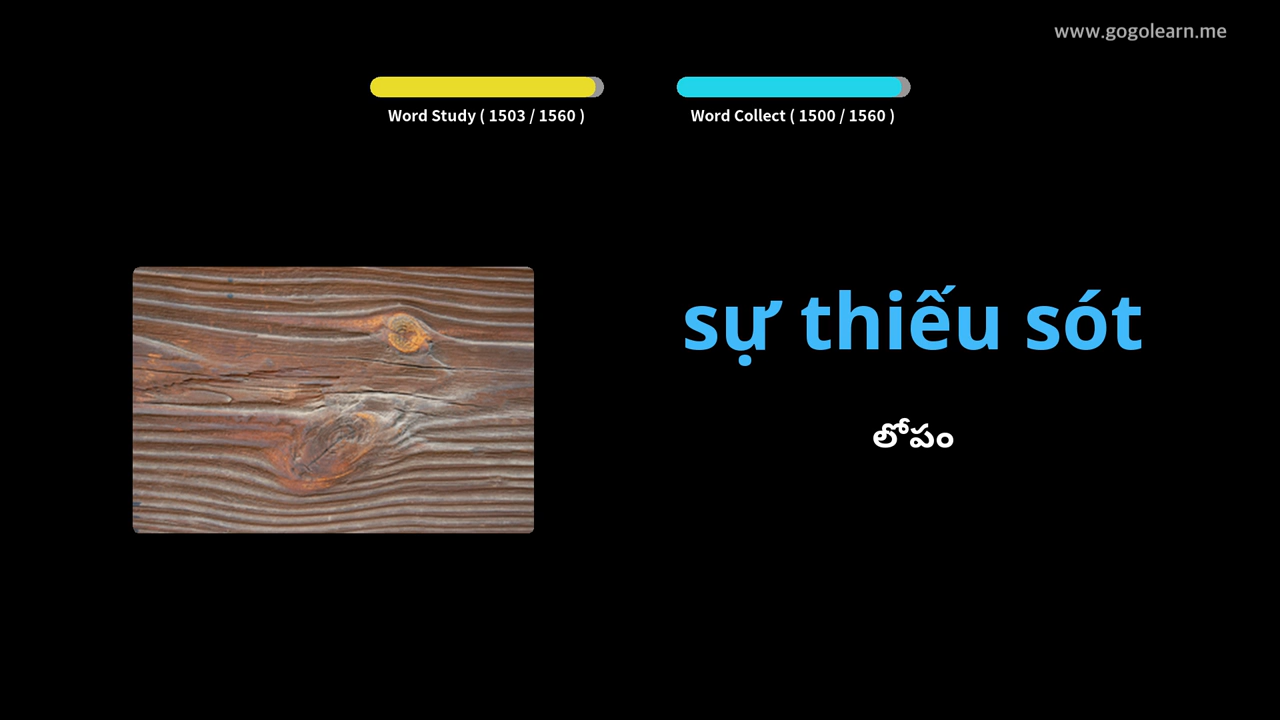 www.gogolearn.me
Word Study ( 1503 / 1560 )
Word Collect ( 1500 / 1560 )
sự thiếu sót
లోపం